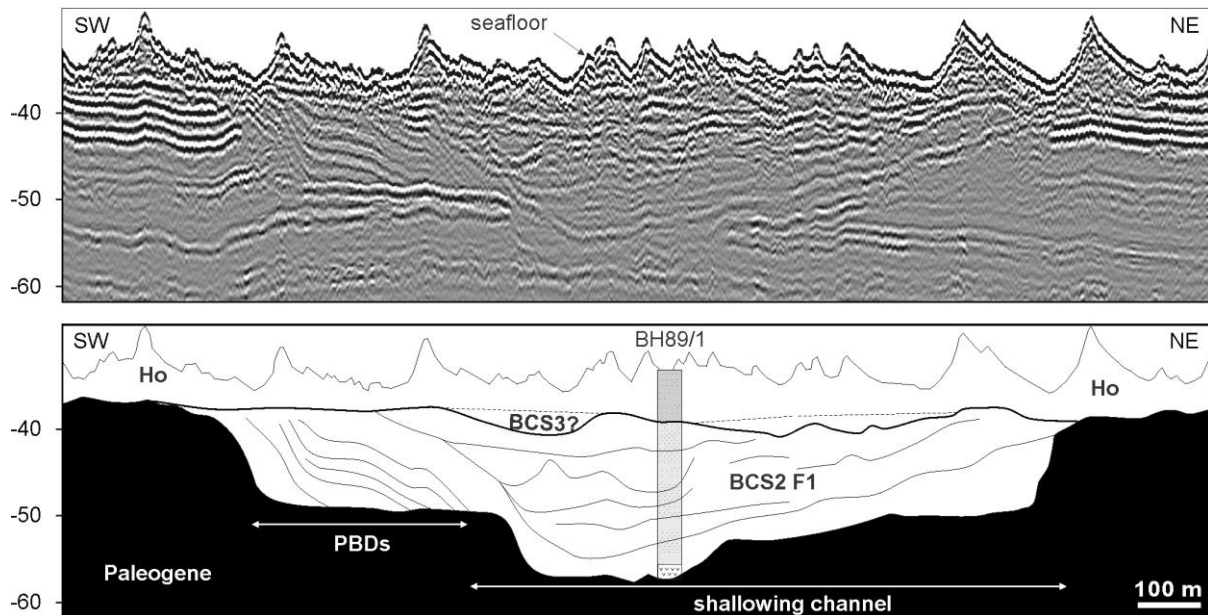 SW
seafloor
NE
-40
-50
-60
SW
BH89/1
NE
Ho
Ho
BCS3?
-40
BCS2 F1
-50
PBDs
Paleogene
100 m
shallowing channel
-60